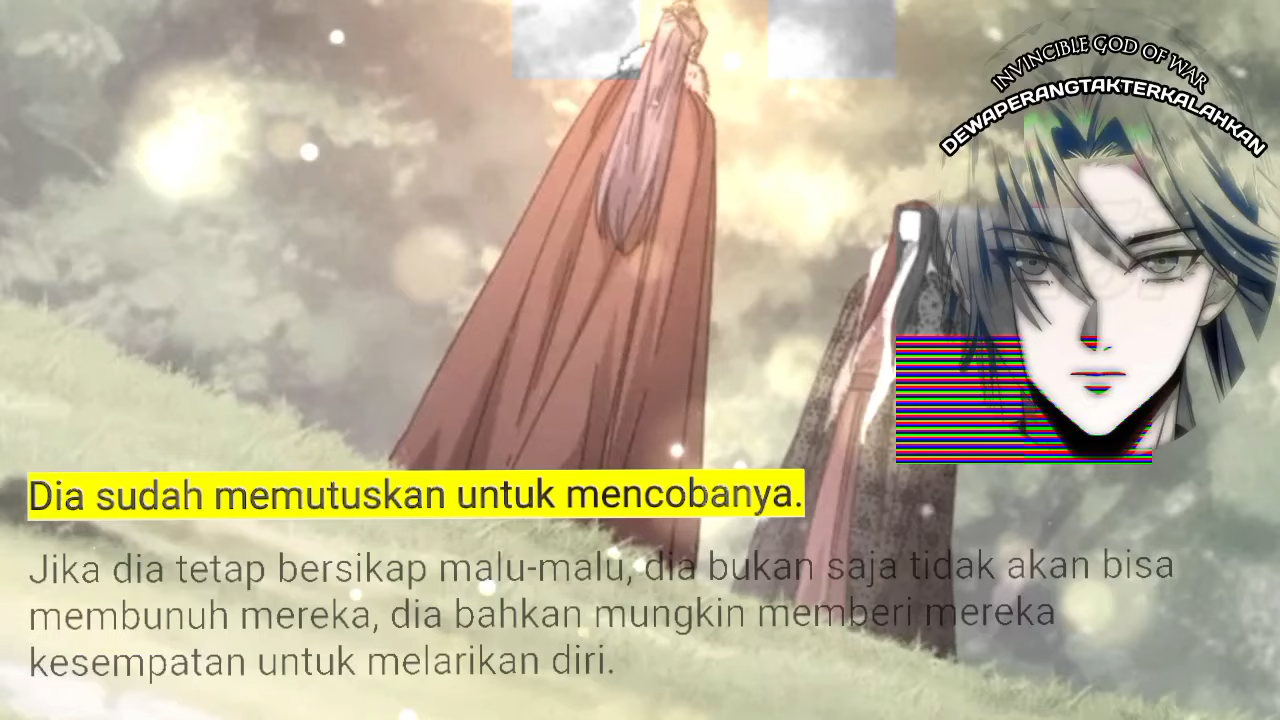 INVINCIBLE GOD OF WAR
DEWAPERANGTAKTERKALAHKAN
Dia sudah memutuskan untuk mencobanya.
Jika dia tetap bersikap malu-malu, dia bukan saja tidak akan bisa
membunuh mereka, dia bahkan mungkin memberi mereka
kesempatan untuk melarikan diri.